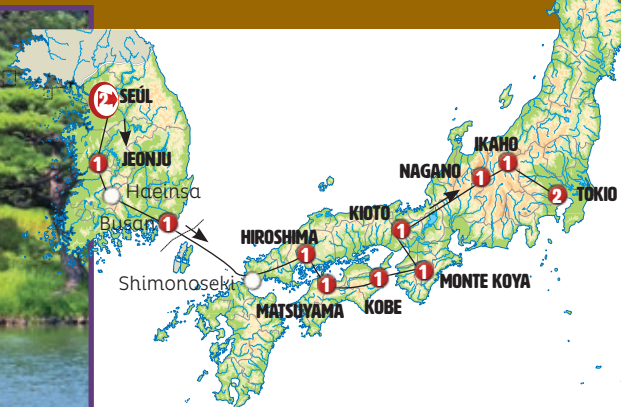 2
SEÚL
1
JEONJU
Haeinsa
Busan
1
Shimonoseki
HIROSHIMA
1
MATSUYAMA
1
KOBE
1
MONTE KOYA
1
KIOTO
1
NAGANO
1
IKAHO
1
TOKIO
2